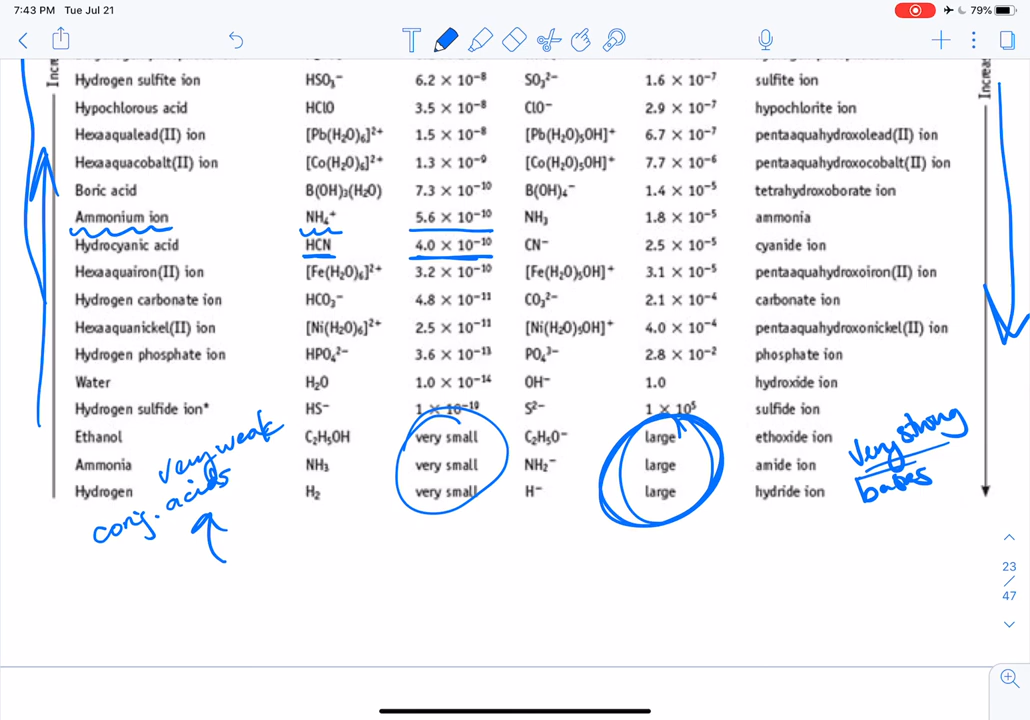 7:43 PM Tue Jul 21 79%
T
Hydrogen sulfite ion HSO₃⁻ 6.2 × 10⁻⁸ SO₃²⁻ 1.6 × 10⁻⁷ sulfite ion
Hypochlorous acid HClO 3.5 × 10⁻⁸ ClO⁻ 2.9 × 10⁻⁷ hypochlorite ion
Hexaaqualead(II) ion [Pb(H₂O)₆]²⁺ 1.5 × 10⁻⁸ [Pb(H₂O)₅OH]⁺ 6.7 × 10⁻⁷ pentaaquahydroxolead(II) ion
Hexaaquacobalt(II) ion [Co(H₂O)₆]²⁺ 1.3 × 10⁻⁹ [Co(H₂O)₅OH]⁺ 7.7 × 10⁻⁶ pentaaquahydroxocobalt(II) ion
Boric acid B(OH)₃(H₂O) 7.3 × 10⁻¹⁰ B(OH)₄⁻ 1.4 × 10⁻⁵ tetrahydroxoborate ion
Ammonium ion NH₄⁺ 5.6 × 10⁻¹⁰ NH₃ 1.8 × 10⁻⁵ ammonia
Hydrocyanic acid HCN 4.0 × 10⁻¹⁰ CN⁻ 2.5 × 10⁻⁵ cyanide ion
Hexaaquairon(II) ion [Fe(H₂O)₆]²⁺ 3.2 × 10⁻¹⁰ [Fe(H₂O)₅OH]⁺ 3.1 × 10⁻⁵ pentaaquahydroxoiron(II) ion
Hydrogen carbonate ion HCO₃⁻ 4.8 × 10⁻¹¹ CO₃²⁻ 2.1 × 10⁻⁴ carbonate ion
Hexaaquanickel(II) ion [Ni(H₂O)₆]²⁺ 2.5 × 10⁻¹¹ [Ni(H₂O)₅OH]⁺ 4.0 × 10⁻⁴ pentaaquahydroxonickel(II) ion
Hydrogen phosphate ion HPO₄²⁻ 3.6 × 10⁻¹³ PO₄³⁻ 2.8 × 10⁻² phosphate ion
Water H₂O 1.0 × 10⁻¹⁴ OH⁻ 1.0 hydroxide ion
Hydrogen sulfide ion* HS⁻ 1 × 10⁻¹⁹ S²⁻ 1 × 10⁵ sulfide ion
Ethanol C₂H₅OH very small C₂H₅O⁻ large ethoxide ion
Ammonia NH₃ very small NH₂⁻ large amide ion
Hydrogen H₂ very small H⁻ large hydride ion
very weak
conj. acids
very strong
bases
23
/
47